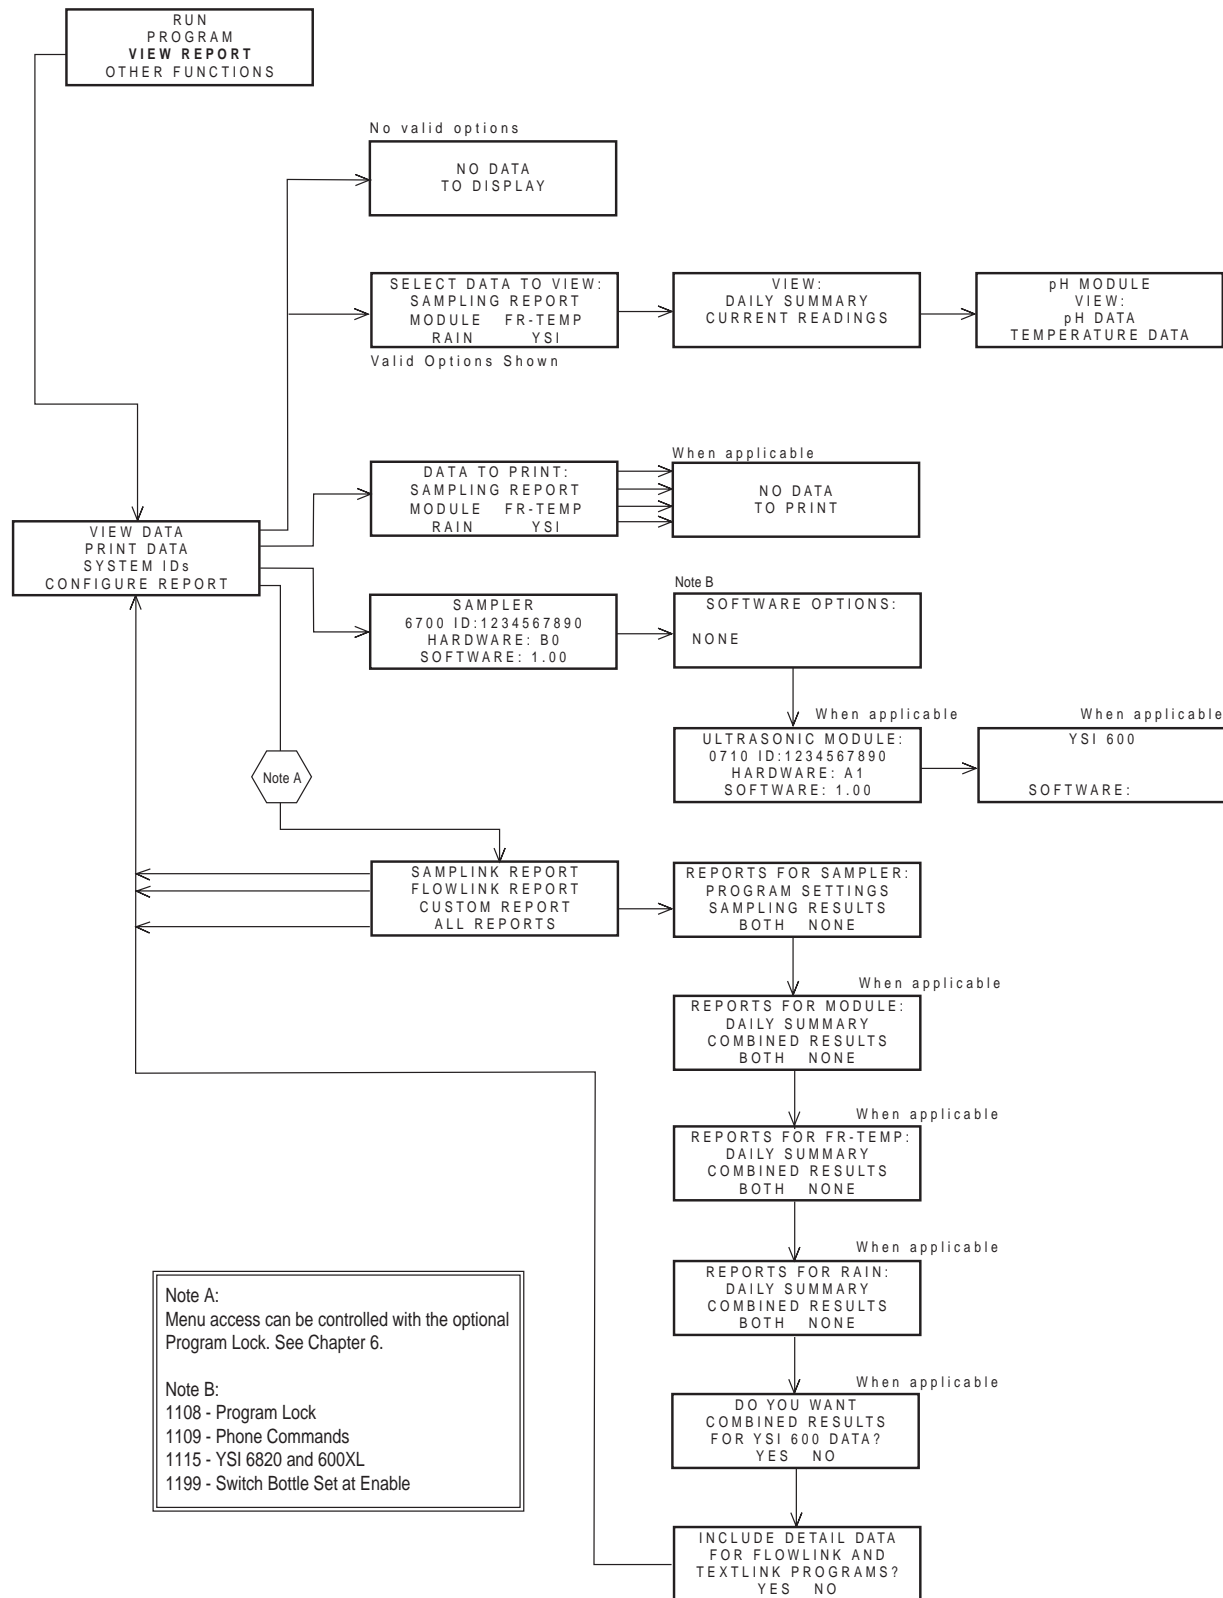 RUN
PROGRAM
VIEW REPORT
OTHER FUNCTIONS
No valid options
NO DATA
TO DISPLAY
SELECT DATA TO VIEW:
SAMPLING REPORT
MODULE FR-TEMP
RAIN YSI
Valid Options Shown
VIEW:
DAILY SUMMARY
CURRENT READINGS
pH MODULE
VIEW:
pH DATA
TEMPERATURE DATA
DATA TO PRINT:
SAMPLING REPORT
MODULE FR-TEMP
RAIN YSI
When applicable
NO DATA
TO PRINT
VIEW DATA
PRINT DATA
SYSTEM IDs
CONFIGURE REPORT
SAMPLER
6700 ID:1234567890
HARDWARE: B0
SOFTWARE: 1.00
Note B
SOFTWARE OPTIONS:
NONE
When applicable
ULTRASONIC MODULE:
0710 ID:1234567890
HARDWARE: A1
SOFTWARE: 1.00
When applicable
YSI 600
SOFTWARE:
Note A
SAMPLINK REPORT
FLOWLINK REPORT
CUSTOM REPORT
ALL REPORTS
REPORTS FOR SAMPLER:
PROGRAM SETTINGS
SAMPLING RESULTS
BOTH NONE
When applicable
REPORTS FOR MODULE:
DAILY SUMMARY
COMBINED RESULTS
BOTH NONE
When applicable
REPORTS FOR FR-TEMP:
DAILY SUMMARY
COMBINED RESULTS
BOTH NONE
When applicable
REPORTS FOR RAIN:
DAILY SUMMARY
COMBINED RESULTS
BOTH NONE
When applicable
DO YOU WANT
COMBINED RESULTS
FOR YSI 600 DATA?
YES NO
INCLUDE DETAIL DATA
FOR FLOWLINK AND
TEXTLINK PROGRAMS?
YES NO
Note A:
Menu access can be controlled with the optional
Program Lock. See Chapter 6.
Note B:
1108 - Program Lock
1109 - Phone Commands
1115 - YSI 6820 and 600XL
1199 - Switch Bottle Set at Enable